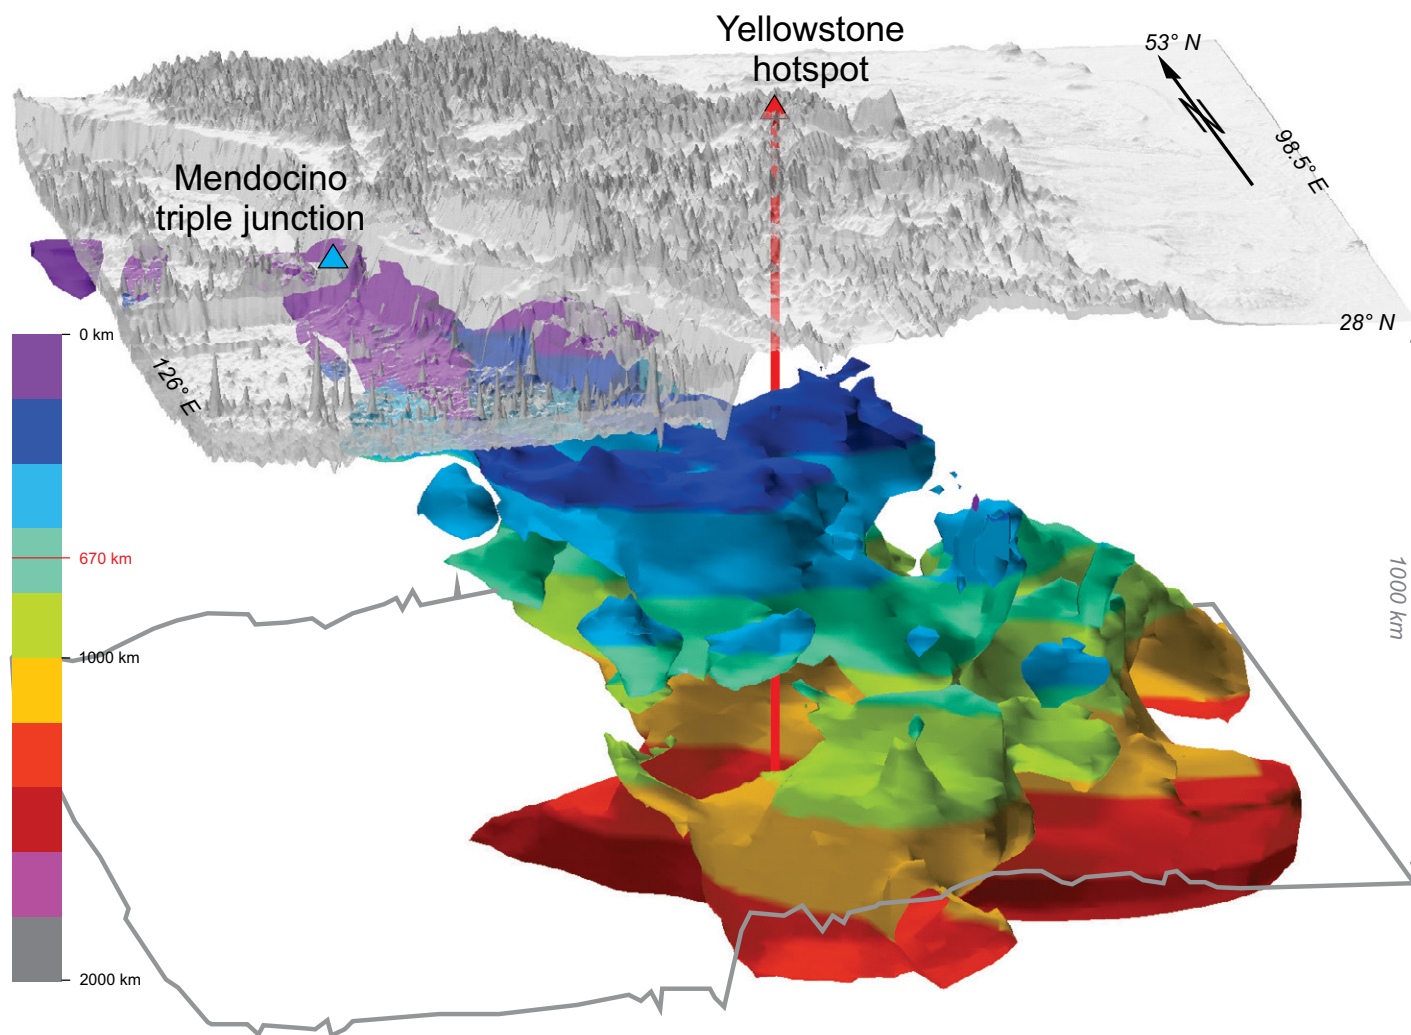 Yellowstone
hotspot
53° N
N
98.5° E
Mendocino
triple junction
28° N
0 km
126° E
670 km
1000 km
1000 km
2000 km